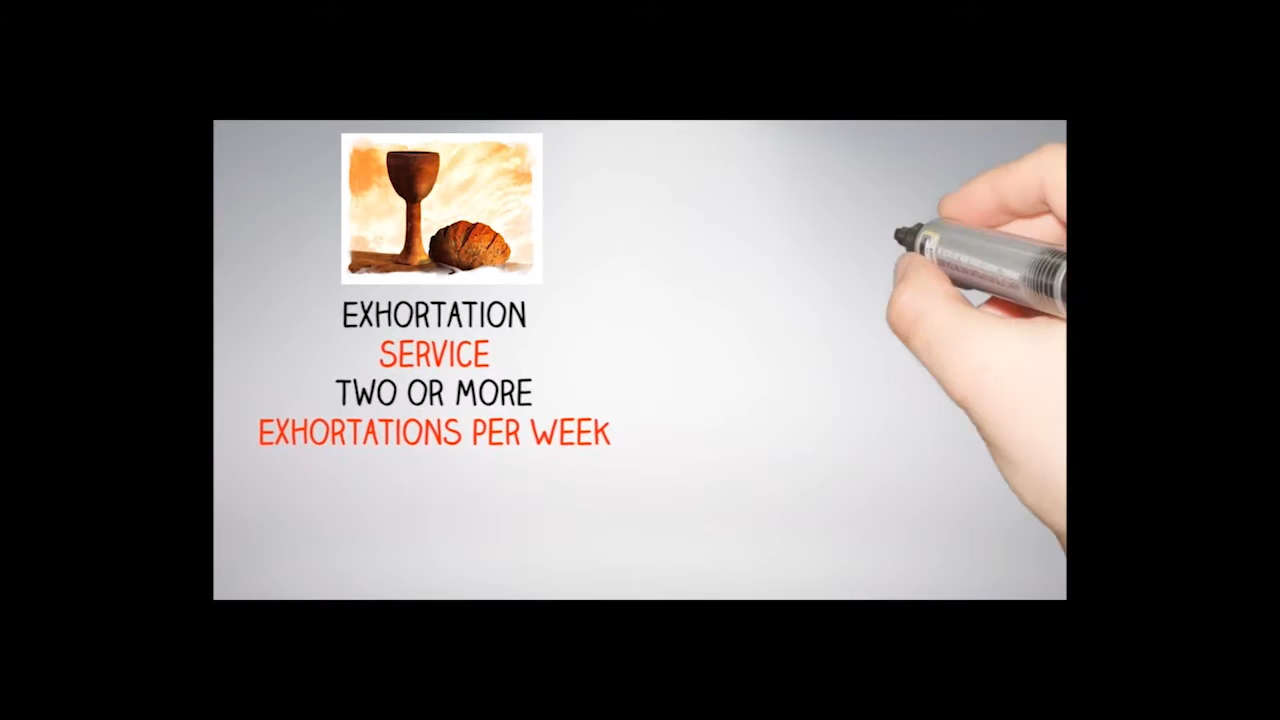 EXHORTATION
SERVICE
TWO OR MORE
EXHORTATIONS PER WEEK